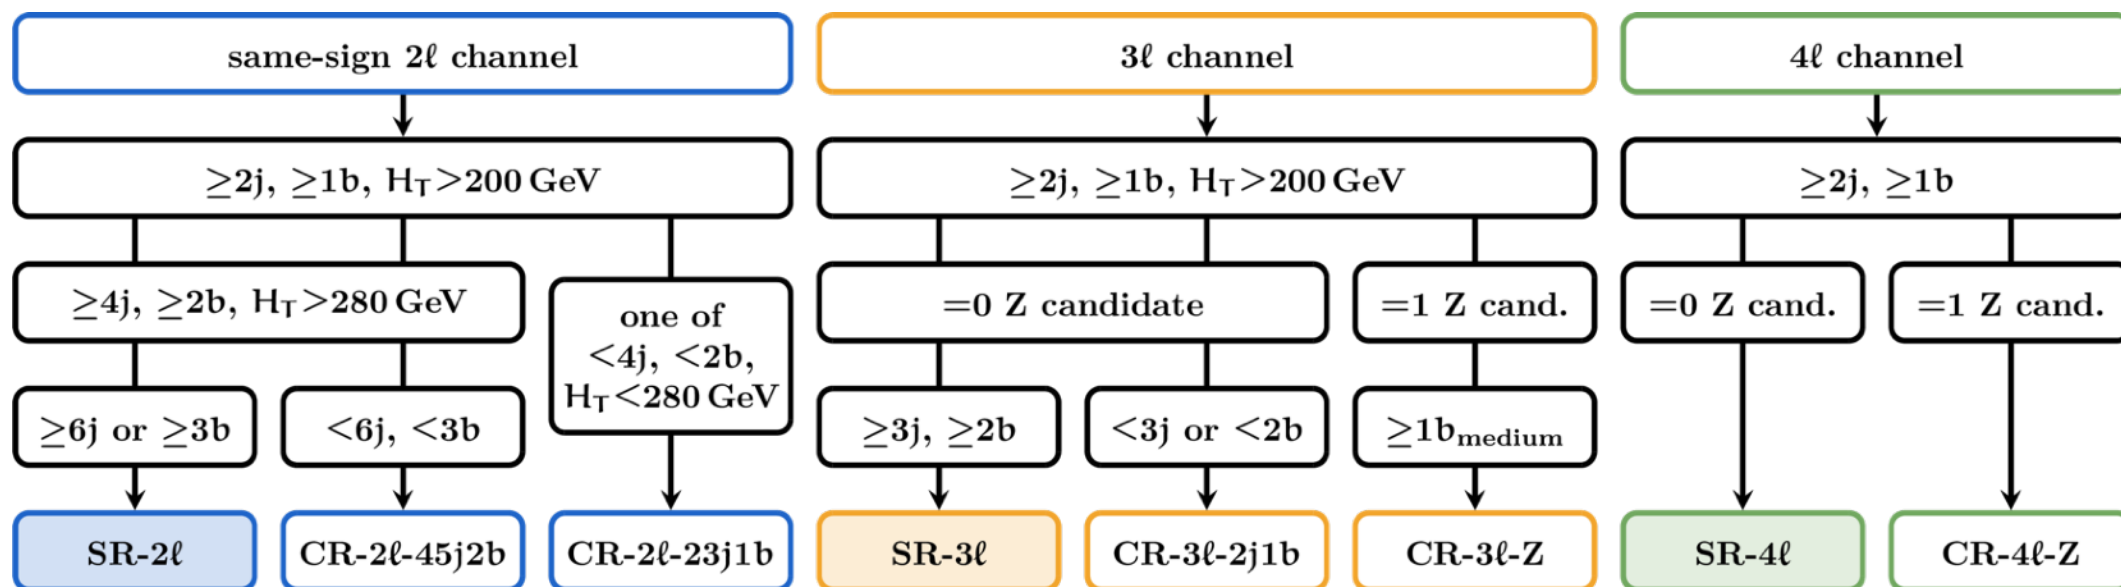 same-sign 2ℓ channel
3ℓ channel
4ℓ channel
≥2j, ≥1b, H_T>200 GeV
≥2j, ≥1b, H_T>200 GeV
≥2j, ≥1b
≥4j, ≥2b, H_T>280 GeV
one of
<4j, <2b,
H_T<280 GeV
=0 Z candidate
=1 Z cand.
=0 Z cand.
=1 Z cand.
≥6j or ≥3b
<6j, <3b
≥3j, ≥2b
<3j or <2b
≥1b_medium
SR-2ℓ
CR-2ℓ-45j2b
CR-2ℓ-23j1b
SR-3ℓ
CR-3ℓ-2j1b
CR-3ℓ-Z
SR-4ℓ
CR-4ℓ-Z